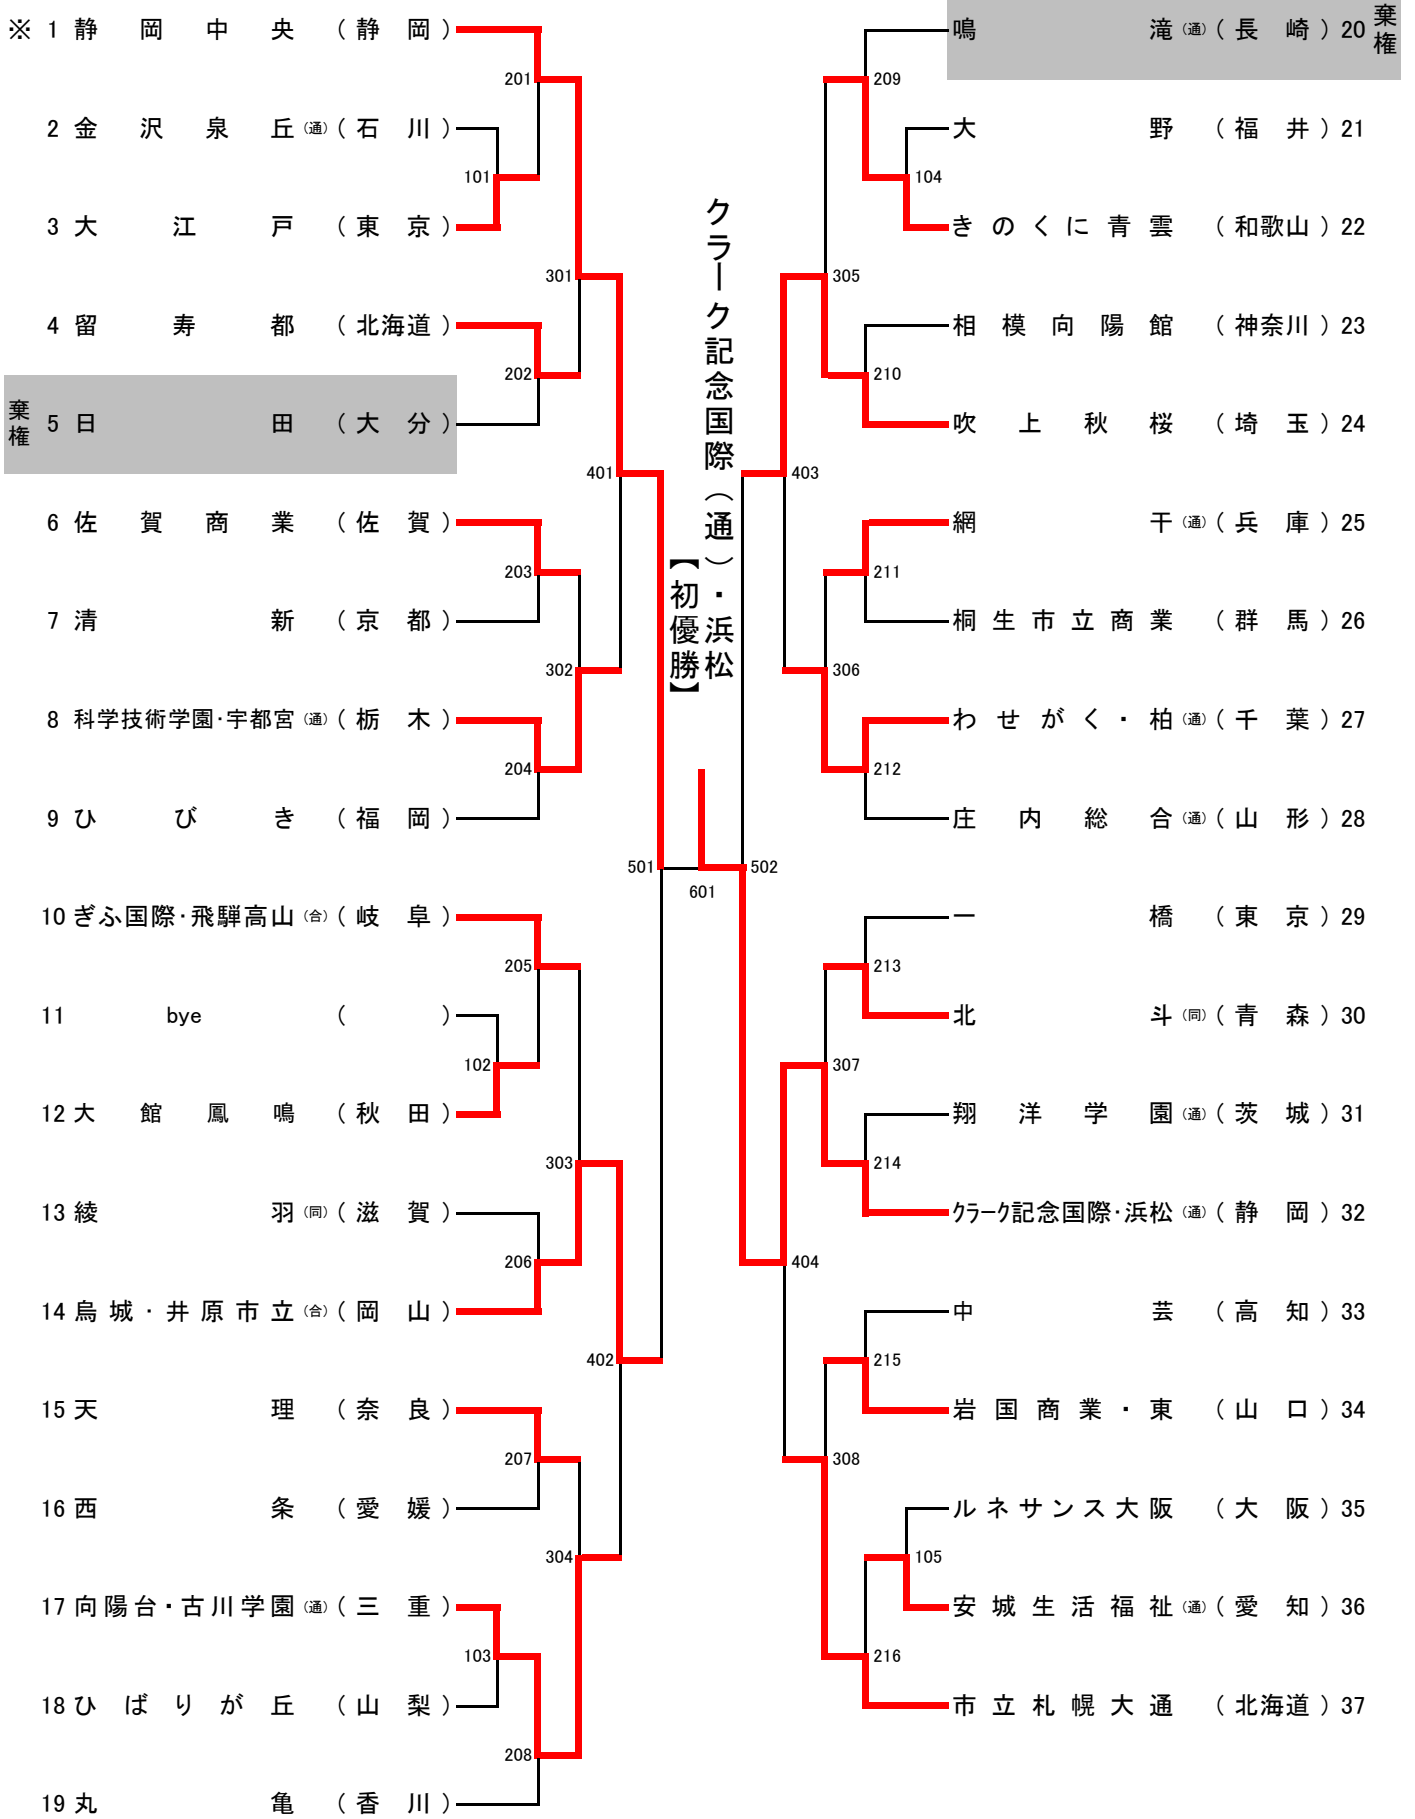 ※ 1 静岡中央 (静岡)
2 金沢泉丘 (通) (石川)
3 大江戸 (東京)
4 留寿都 (北海道)
棄権 5 日田 (大分)
6 佐賀商業 (佐賀)
7 清新 (京都)
8 科学技術学園・宇都宮 (通) (栃木)
9 ひびき (福岡)
10 ぎふ国際・飛騨高山 (合) (岐阜)
11 bye ( )
12 大館鳳鳴 (秋田)
13 綾羽 (同) (滋賀)
14 烏城・井原市立 (合) (岡山)
15 天理 (奈良)
16 西条 (愛媛)
17 向陽台・古川学園 (通) (三重)
18 ひばりが丘 (山梨)
19 丸亀 (香川)
201
101
301
202
401
203
302
204
501
205
102
303
206
402
207
304
103
208
クラーク記念国際(通)・浜松
【初優勝】
601
209
104
305
210
403
211
306
212
502
213
307
214
404
215
308
105
216
鳴滝 (通) (長崎) 20 棄権
大野 (福井) 21
きのくに青雲 (和歌山) 22
相模向陽館 (神奈川) 23
吹上秋桜 (埼玉) 24
網干 (通) (兵庫) 25
桐生市立商業 (群馬) 26
わせがく・柏 (通) (千葉) 27
庄内総合 (通) (山形) 28
一橋 (東京) 29
北斗 (同) (青森) 30
翔洋学園 (通) (茨城) 31
クラーク記念国際・浜松 (通) (静岡) 32
中芸 (高知) 33
岩国商業・東 (山口) 34
ルネサンス大阪 (大阪) 35
安城生活福祉 (通) (愛知) 36
市立札幌大通 (北海道) 37